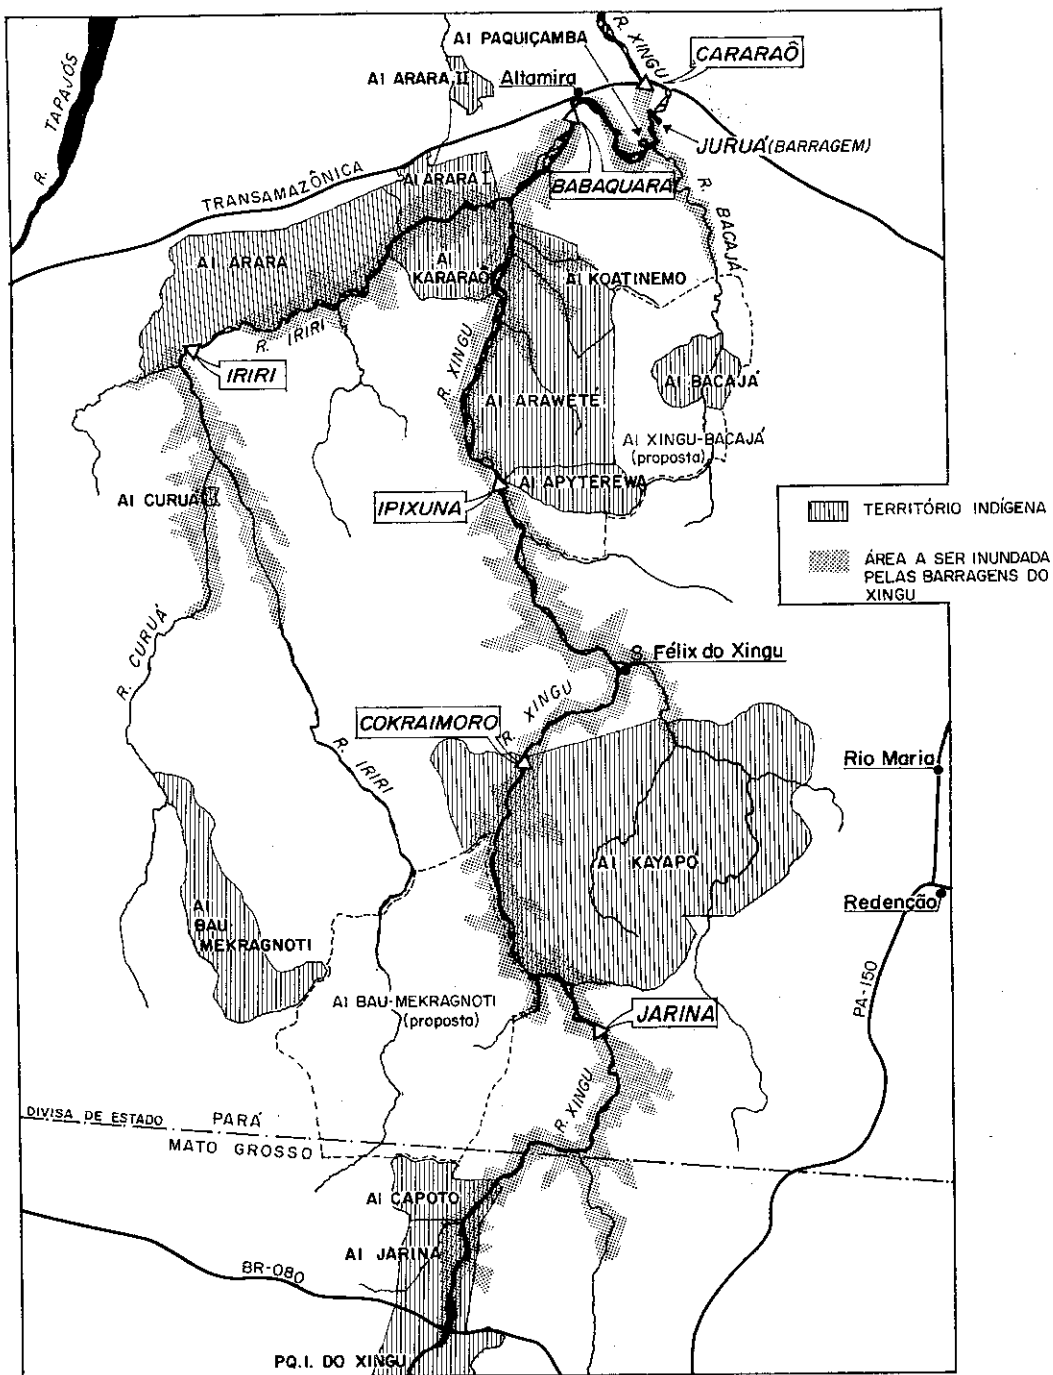 R. TAPAJÓS
AI PAQUIÇAMBA
R. XINGU
CARARAÔ
AI ARARA II
Altamira
JURUÁ (BARRAGEM)
TRANSAMAZÔNICA
AI ARARA I
BABAQUARA
R. BACAJÁ
AI ARARA
AI
KARARAÔ
AI KOATINEMO
R. IRIRI
R. XINGU
IRIRI
AI BACAJÁ
AI ARAWETÉ
AI XINGU-BACAJÁ
(proposta)
AI APYTEREWA
AI CURUÁ
IPIXUNA
TERRITÓRIO INDÍGENA
ÁREA A SER INUNDADA
PELAS BARRAGENS DO
XINGU
R. CURUÁ
S. Félix do Xingu
R. XINGU
COKRAIMORO
R. IRIRI
Rio Maria
AI KAYAPÓ
Redenção
AI
BAU-
MEKRAGNOTI
AI BAU-MEKRAGNOTI
(proposta)
JARINA
PA-150
R. XINGU
DIVISA DE ESTADO
PARÁ
MATO GROSSO
AI CAPOTO
AI JARINA
BR-080
PQ.I. DO XINGU